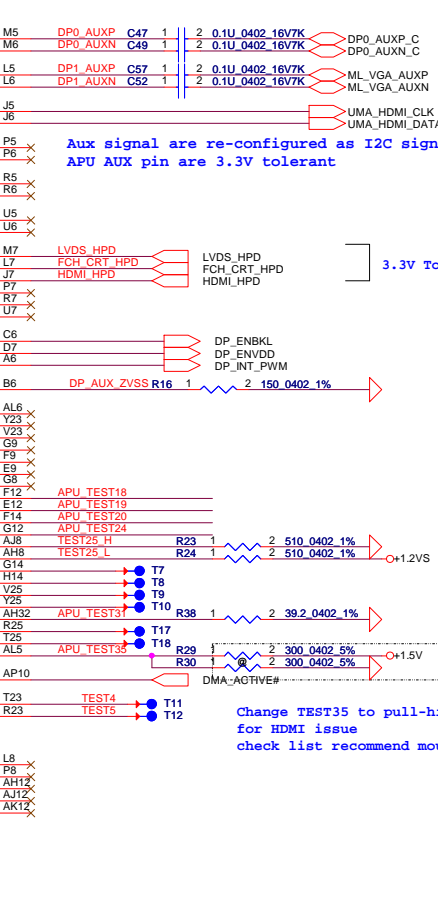 M5 DP0_AUXP C47 1 2 0.1U_0402_16V7K DP0_AUXP_C
M6 DP0_AUXN C49 1 2 0.1U_0402_16V7K DP0_AUXN_C
L5 DP1_AUXP C57 1 2 0.1U_0402_16V7K ML_VGA_AUXP
L6 DP1_AUXN C52 1 2 0.1U_0402_16V7K ML_VGA_AUXN
J5 UMA_HDMI_CLK
J6 UMA_HDMI_DATA
P5 Aux signal are re-configured as I2C sign
P6 APU AUX pin are 3.3V tolerant
R5
R6
U5
U6
M7 LVDS_HPD LVDS_HPD
L7 FCH_CRT_HPD FCH_CRT_HPD 3.3V To
J7 HDMI_HPD HDMI_HPD
P7
R7
U7
C6 DP_ENBKL
D7 DP_ENVDD
A6 DP_INT_PWM
B6 DP_AUX_ZVSS R16 1 2 150_0402_1%
AL6
Y23
V23
G9
F9
E9
G8
F12 APU_TEST18
E12 APU_TEST19
F14 APU_TEST20
G12 APU_TEST24
AJ8 TEST25_H R23 1 2 510_0402_1%
AH8 TEST25_L R24 1 2 510_0402_1% +1.2VS
G14 T7
H14 T8
V25 T9
Y25 T10
AH32 APU_TEST31 R38 1 2 39.2_0402_1%
R25 T17
T25 T18
AL5 APU_TEST35 R29 1 2 300_0402_5% +1.5V
R30 1 @ 2 300_0402_5%
AP10 DMA_ACTIVE#
T23 TEST4 T11
R23 TEST5 T12
Change TEST35 to pull-hi
for HDMI issue
check list recommend mou
L8
P8
AH12
AJ12
AK12